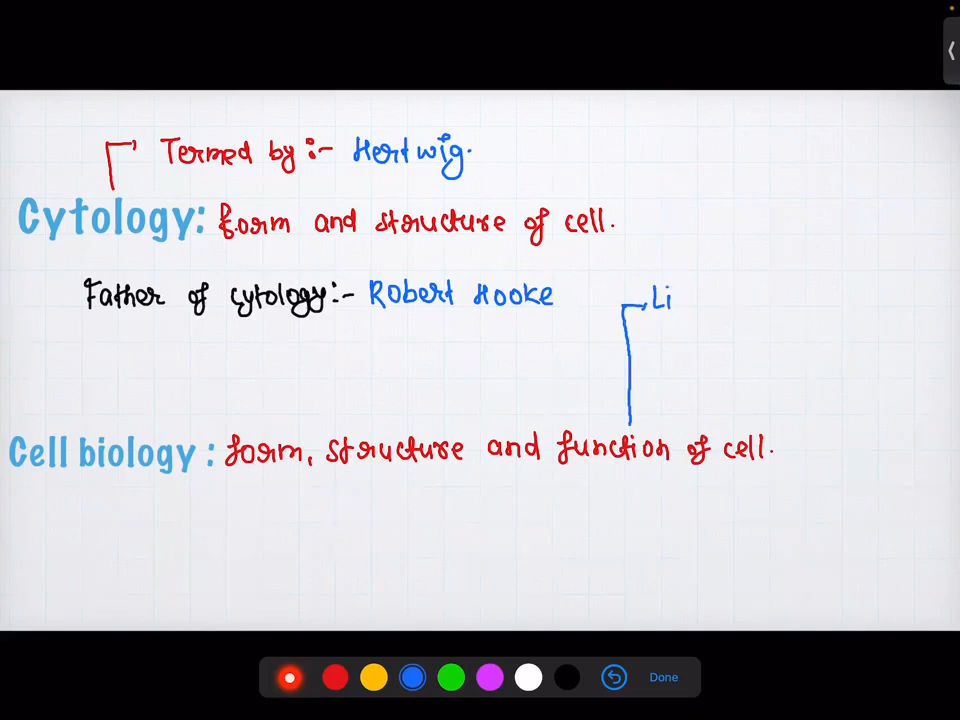 Termed by :- Hertwig.
Cytology: form and structure of cell.
Father of cytology :- Robert Hooke
Li
Cell biology : form, structure and function of cell.
Done